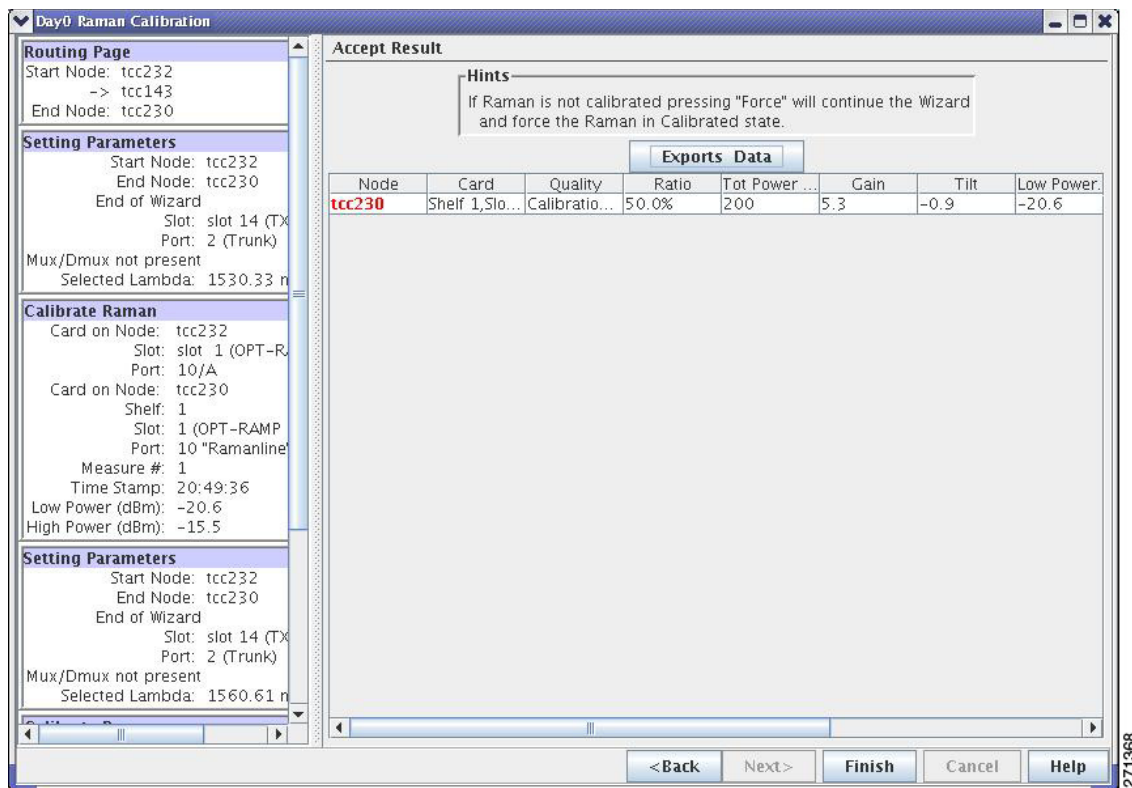 Day0 Raman Calibration
Routing Page
Start Node: tcc232
-> tcc143
End Node: tcc230
Setting Parameters
Start Node: tcc232
End Node: tcc230
End of Wizard
Slot: slot 14 (TX
Port: 2 (Trunk)
Mux/Dmux not present
Selected Lambda: 1530.33 n
Calibrate Raman
Card on Node: tcc232
Slot: slot 1 (OPT-R
Port: 10/A
Card on Node: tcc230
Shelf: 1
Slot: 1 (OPT-RAMP
Port: 10 "Ramanline"
Measure #: 1
Time Stamp: 20:49:36
Low Power (dBm): -20.6
High Power (dBm): -15.5
Setting Parameters
Start Node: tcc232
End Node: tcc230
End of Wizard
Slot: slot 14 (TX
Port: 2 (Trunk)
Mux/Dmux not present
Selected Lambda: 1560.61 n
Accept Result
Hints
If Raman is not calibrated pressing "Force" will continue the Wizard
and force the Raman in Calibrated state.
Exports Data
Node Card Quality Ratio Tot Power ... Gain Tilt Low Power.
tcc230 Shelf 1,Slo... Calibratio... 50.0% 200 5.3 -0.9 -20.6
<Back Next> Finish Cancel Help
271368